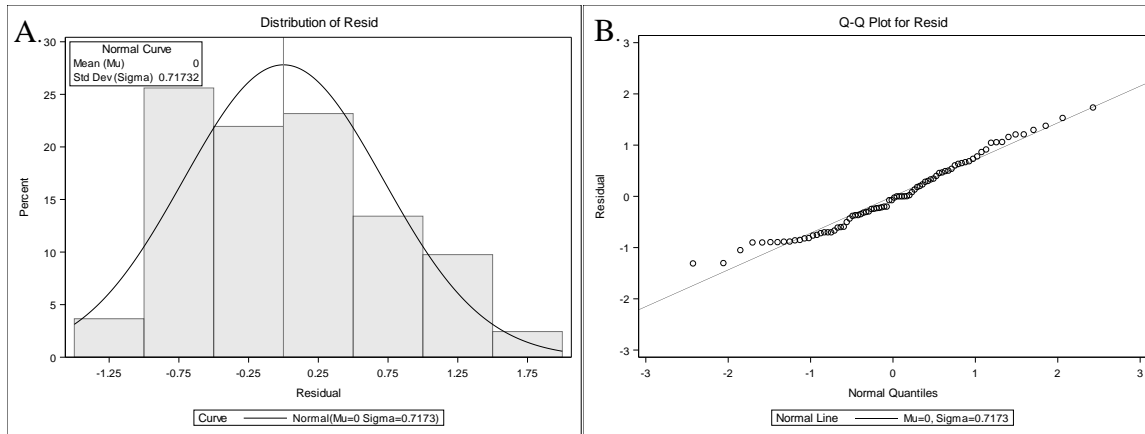 A.
Distribution of Resid
Normal Curve
Mean (Mu) 0
Std Dev (Sigma) 0.71732
30
25
20
15
10
5
0
Percent
-1.25 -0.75 -0.25 0.25 0.75 1.25 1.75
Residual
Curve Normal(Mu=0 Sigma=0.7173)
B.
Q-Q Plot for Resid
3
2
1
0
-1
-2
-3
Residual
-3 -2 -1 0 1 2 3
Normal Quantiles
Normal Line Mu=0, Sigma=0.7173